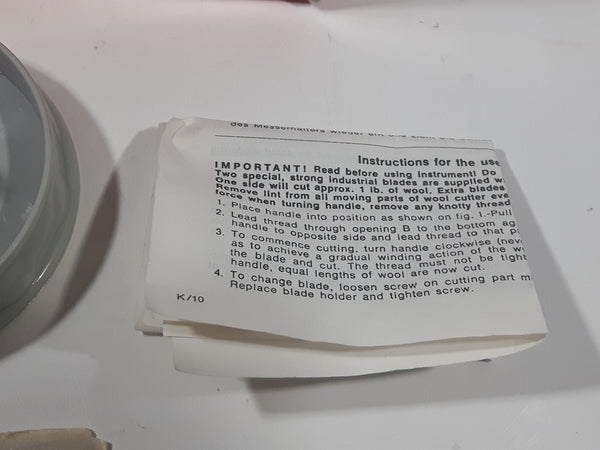 des Messerhalters wieder ein und zieht die
Instructions for the use
IMPORTANT! Read before using Instrument! Do
Two special, strong industrial blades are supplied w
One side will cut approx. 1 lb. of wool. Extra blades
Remove lint from all moving parts of wool cutter eve
force when turning handle, remove any knotty thread
1. Place handle into position as shown on fig. I.-Pull
2. Lead thread through opening B to the bottom ag
handle to opposite side and lead thread to that p
3. To commence cutting, turn handle clockwise (nev
as to achieve a gradual winding action of the w
the blade and cut. The thread must not be tight
handle, equal lengths of wool are now cut.
4. To change blade, loosen screw on cutting part m
Replace blade holder and tighten screw.
K/10